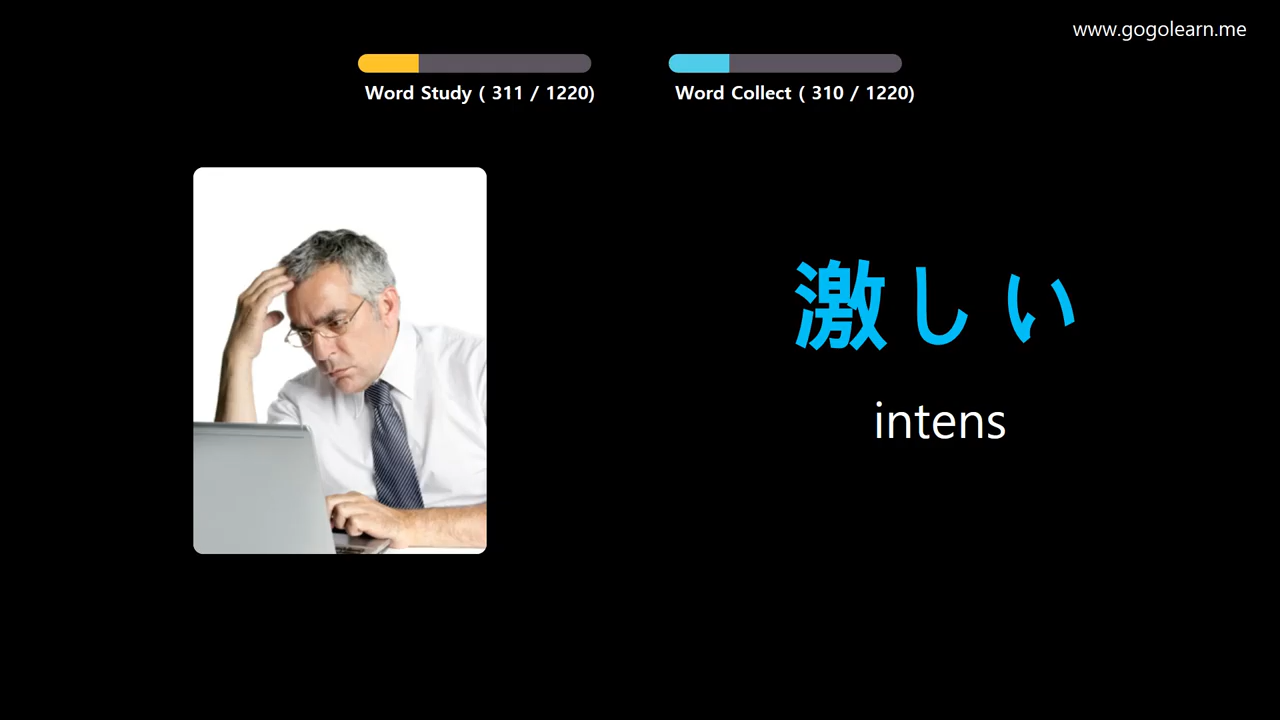 www.gogolearn.me
Word Study ( 311 / 1220)
Word Collect ( 310 / 1220)
激しい
intens